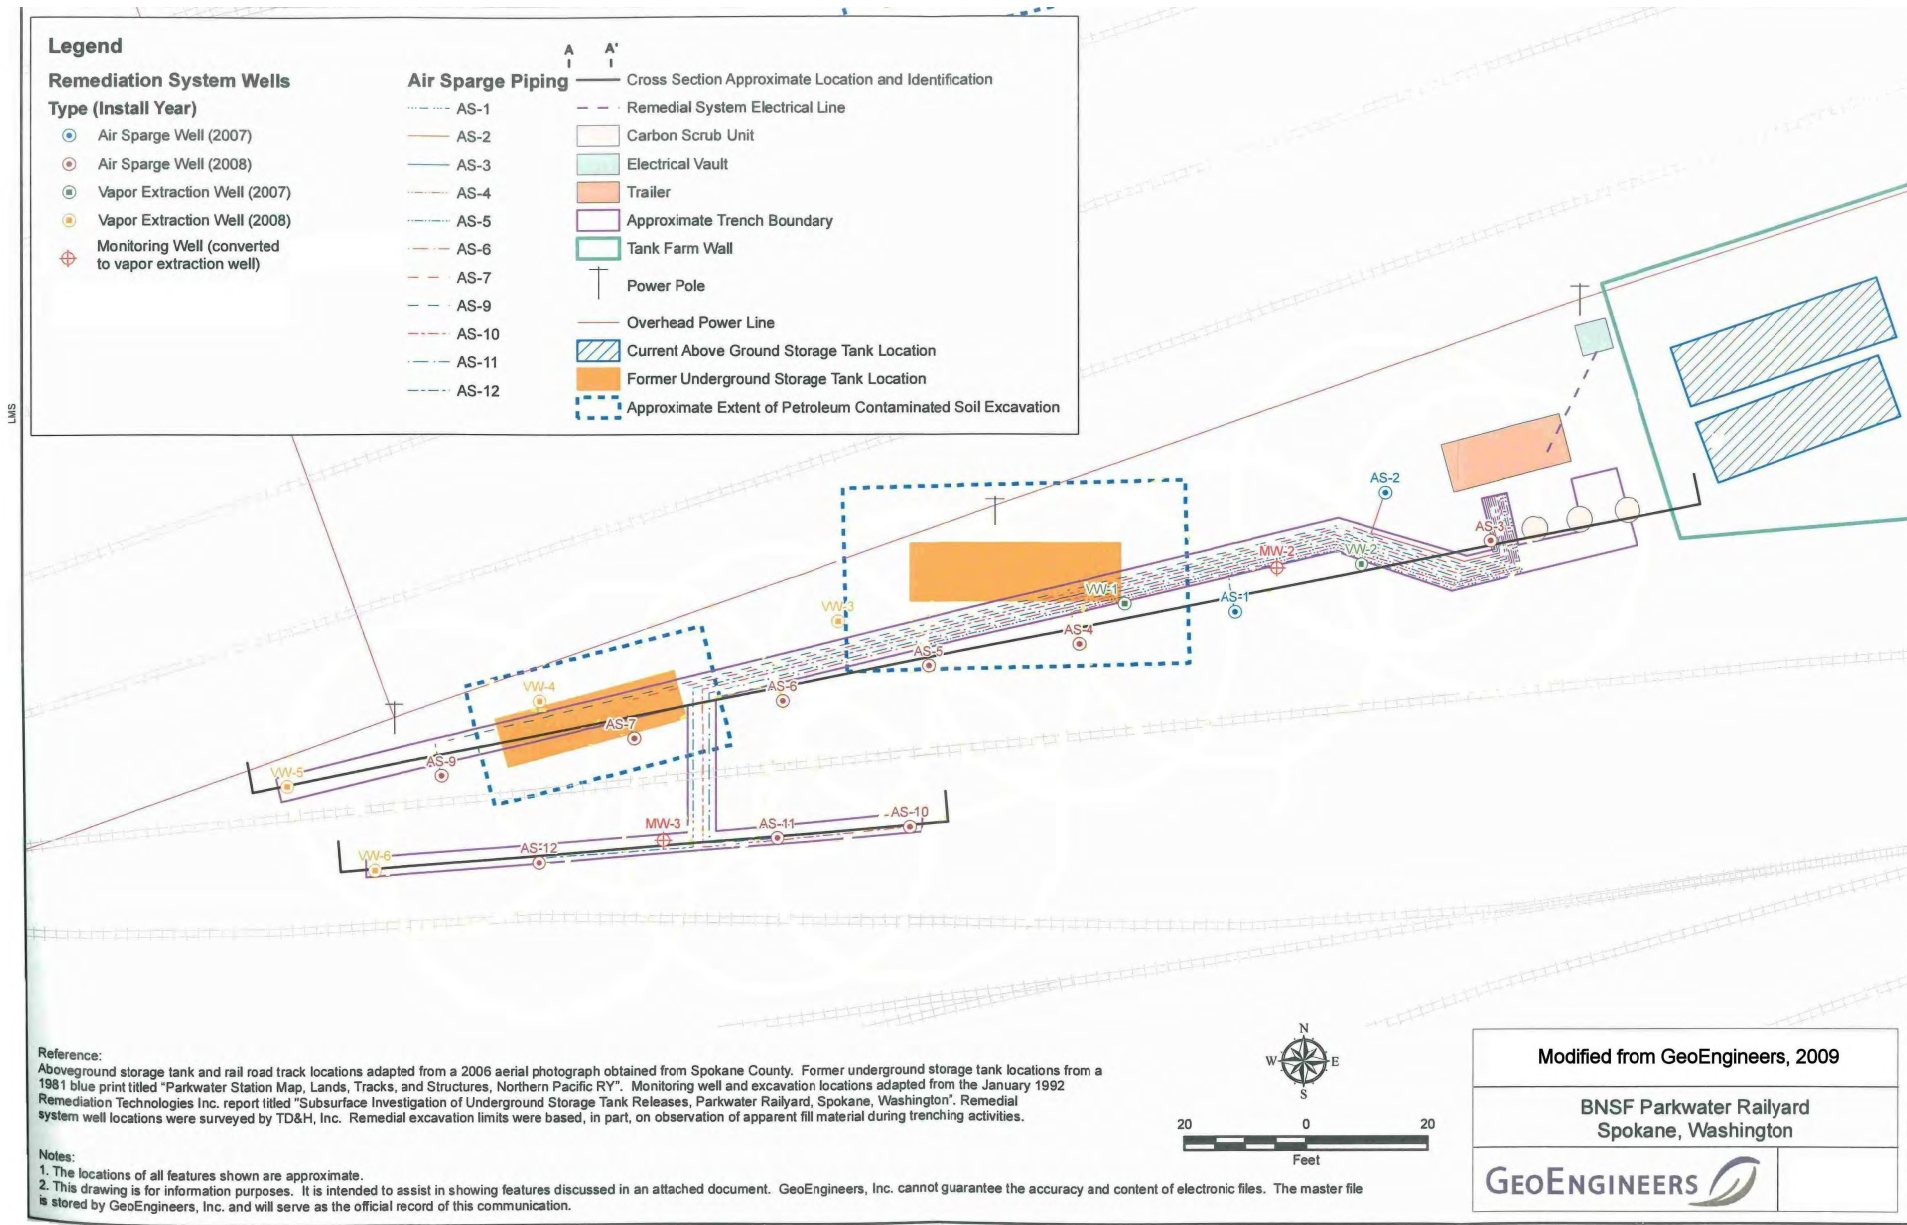 Legend
Remediation System Wells
Type (Install Year)
Air Sparge Well (2007)
Air Sparge Well (2008)
Vapor Extraction Well (2007)
Vapor Extraction Well (2008)
Monitoring Well (converted
to vapor extraction well)
Air Sparge Piping
AS-1
AS-2
AS-3
AS-4
AS-5
AS-6
AS-7
AS-9
AS-10
AS-11
AS-12
A A'
Cross Section Approximate Location and Identification
Remedial System Electrical Line
Carbon Scrub Unit
Electrical Vault
Trailer
Approximate Trench Boundary
Tank Farm Wall
Power Pole
Overhead Power Line
Current Above Ground Storage Tank Location
Former Underground Storage Tank Location
Approximate Extent of Petroleum Contaminated Soil Excavation
LMS
AS-2
AS-3
MW-2
VW-2
VW-1
AS-1
VW-3
AS-4
AS-5
VW-4
AS-6
AS-7
AS-9
VW-5
AS-10
MW-3
AS-11
AS-12
VW-6
Reference:
Aboveground storage tank and rail road track locations adapted from a 2006 aerial photograph obtained from Spokane County. Former underground storage tank locations from a
1981 blue print titled "Parkwater Station Map, Lands, Tracks, and Structures, Northern Pacific RY". Monitoring well and excavation locations adapted from the January 1992
Remediation Technologies Inc. report titled "Subsurface Investigation of Underground Storage Tank Releases, Parkwater Railyard, Spokane, Washington". Remedial
system well locations were surveyed by TD&H, Inc. Remedial excavation limits were based, in part, on observation of apparent fill material during trenching activities.
Notes:
1. The locations of all features shown are approximate.
2. This drawing is for information purposes. It is intended to assist in showing features discussed in an attached document. GeoEngineers, Inc. cannot guarantee the accuracy and content of electronic files. The master file
is stored by GeoEngineers, Inc. and will serve as the official record of this communication.
N
W E
S
20 0 20
Feet
Modified from GeoEngineers, 2009
BNSF Parkwater Railyard
Spokane, Washington
GEOENGINEERS